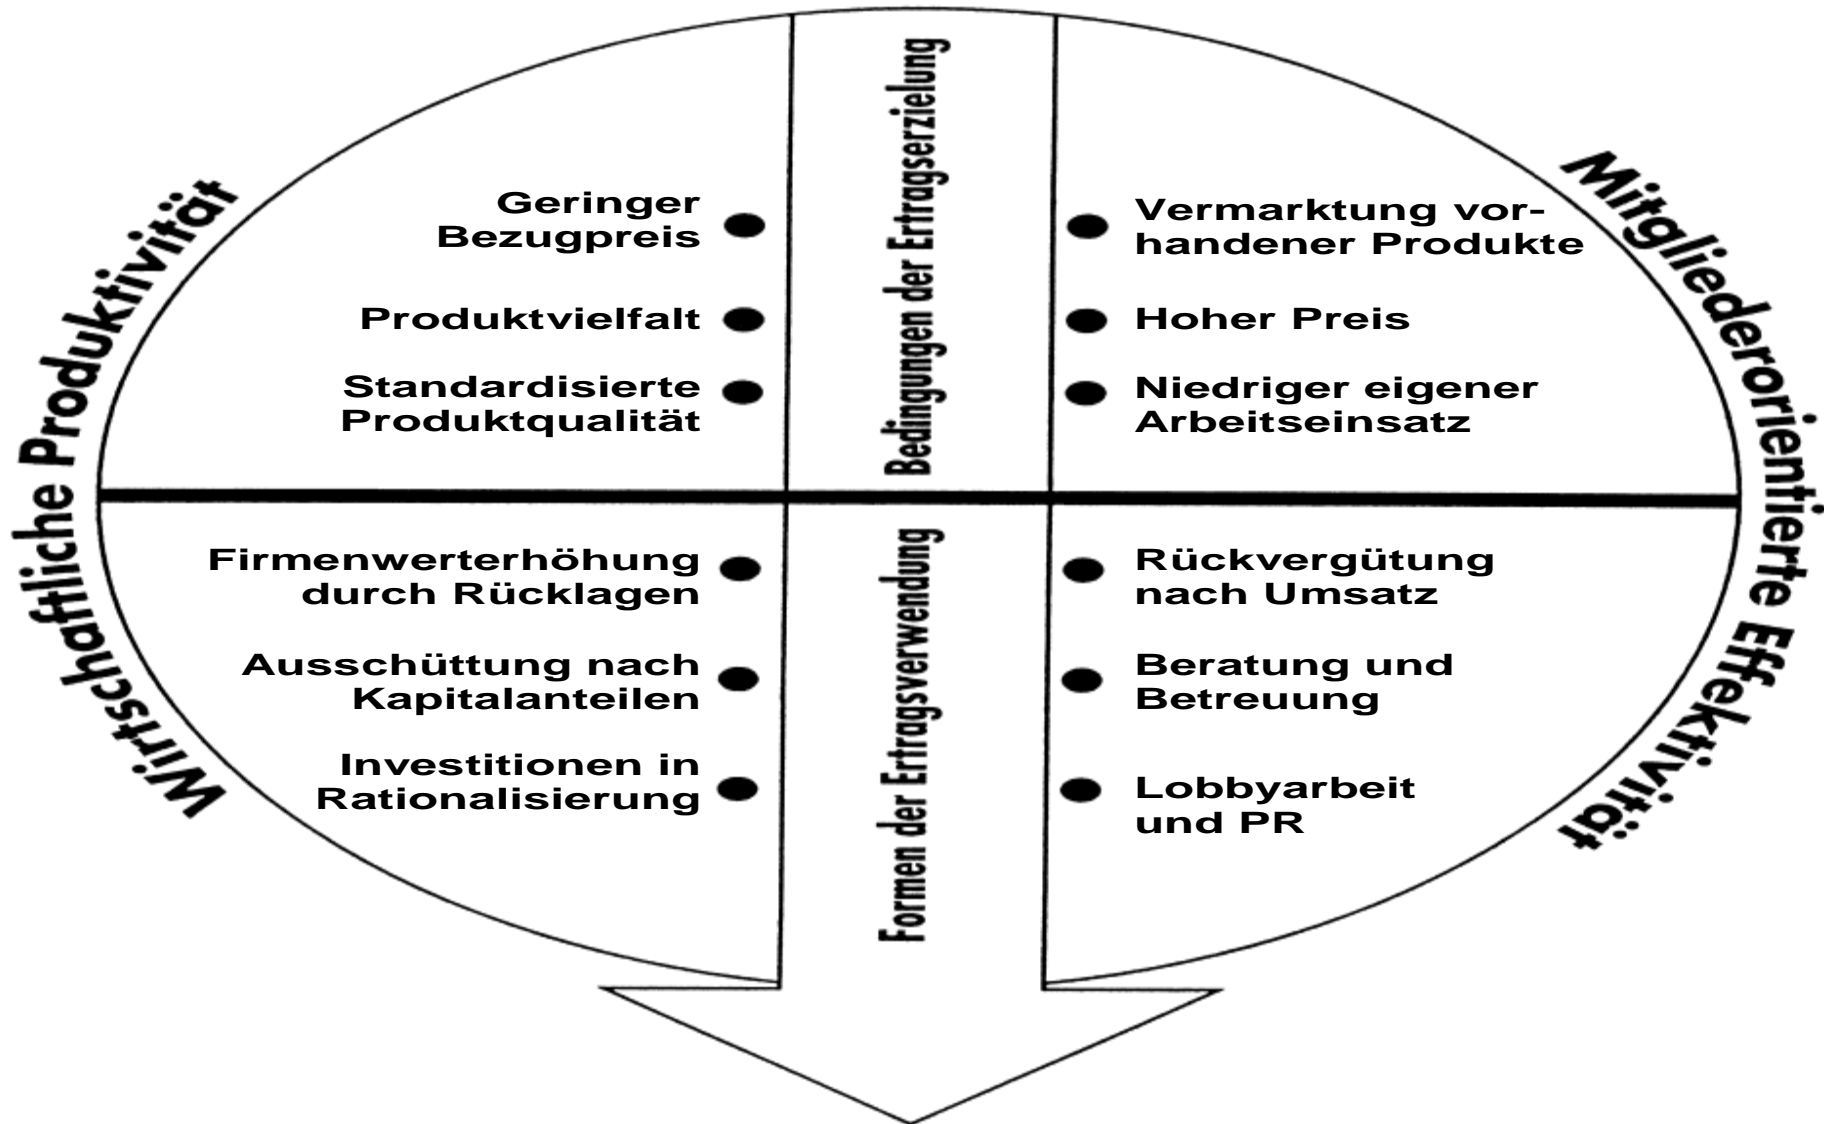 Wirtschaftliche Produktivität
Geringer
Bezugpreis
Produktvielfalt
Standardisierte
Produktqualität
Bedingungen der Ertragserzielung
Vermarktung vor-
handener Produkte
Hoher Preis
Niedriger eigener
Arbeitseinsatz
Mitgliederorientierte Effektivität
Firmenwerterhöhung
durch Rücklagen
Ausschüttung nach
Kapitalanteilen
Investitionen in
Rationalisierung
Formen der Ertragsverwendung
Rückvergütung
nach Umsatz
Beratung und
Betreuung
Lobbyarbeit
und PR